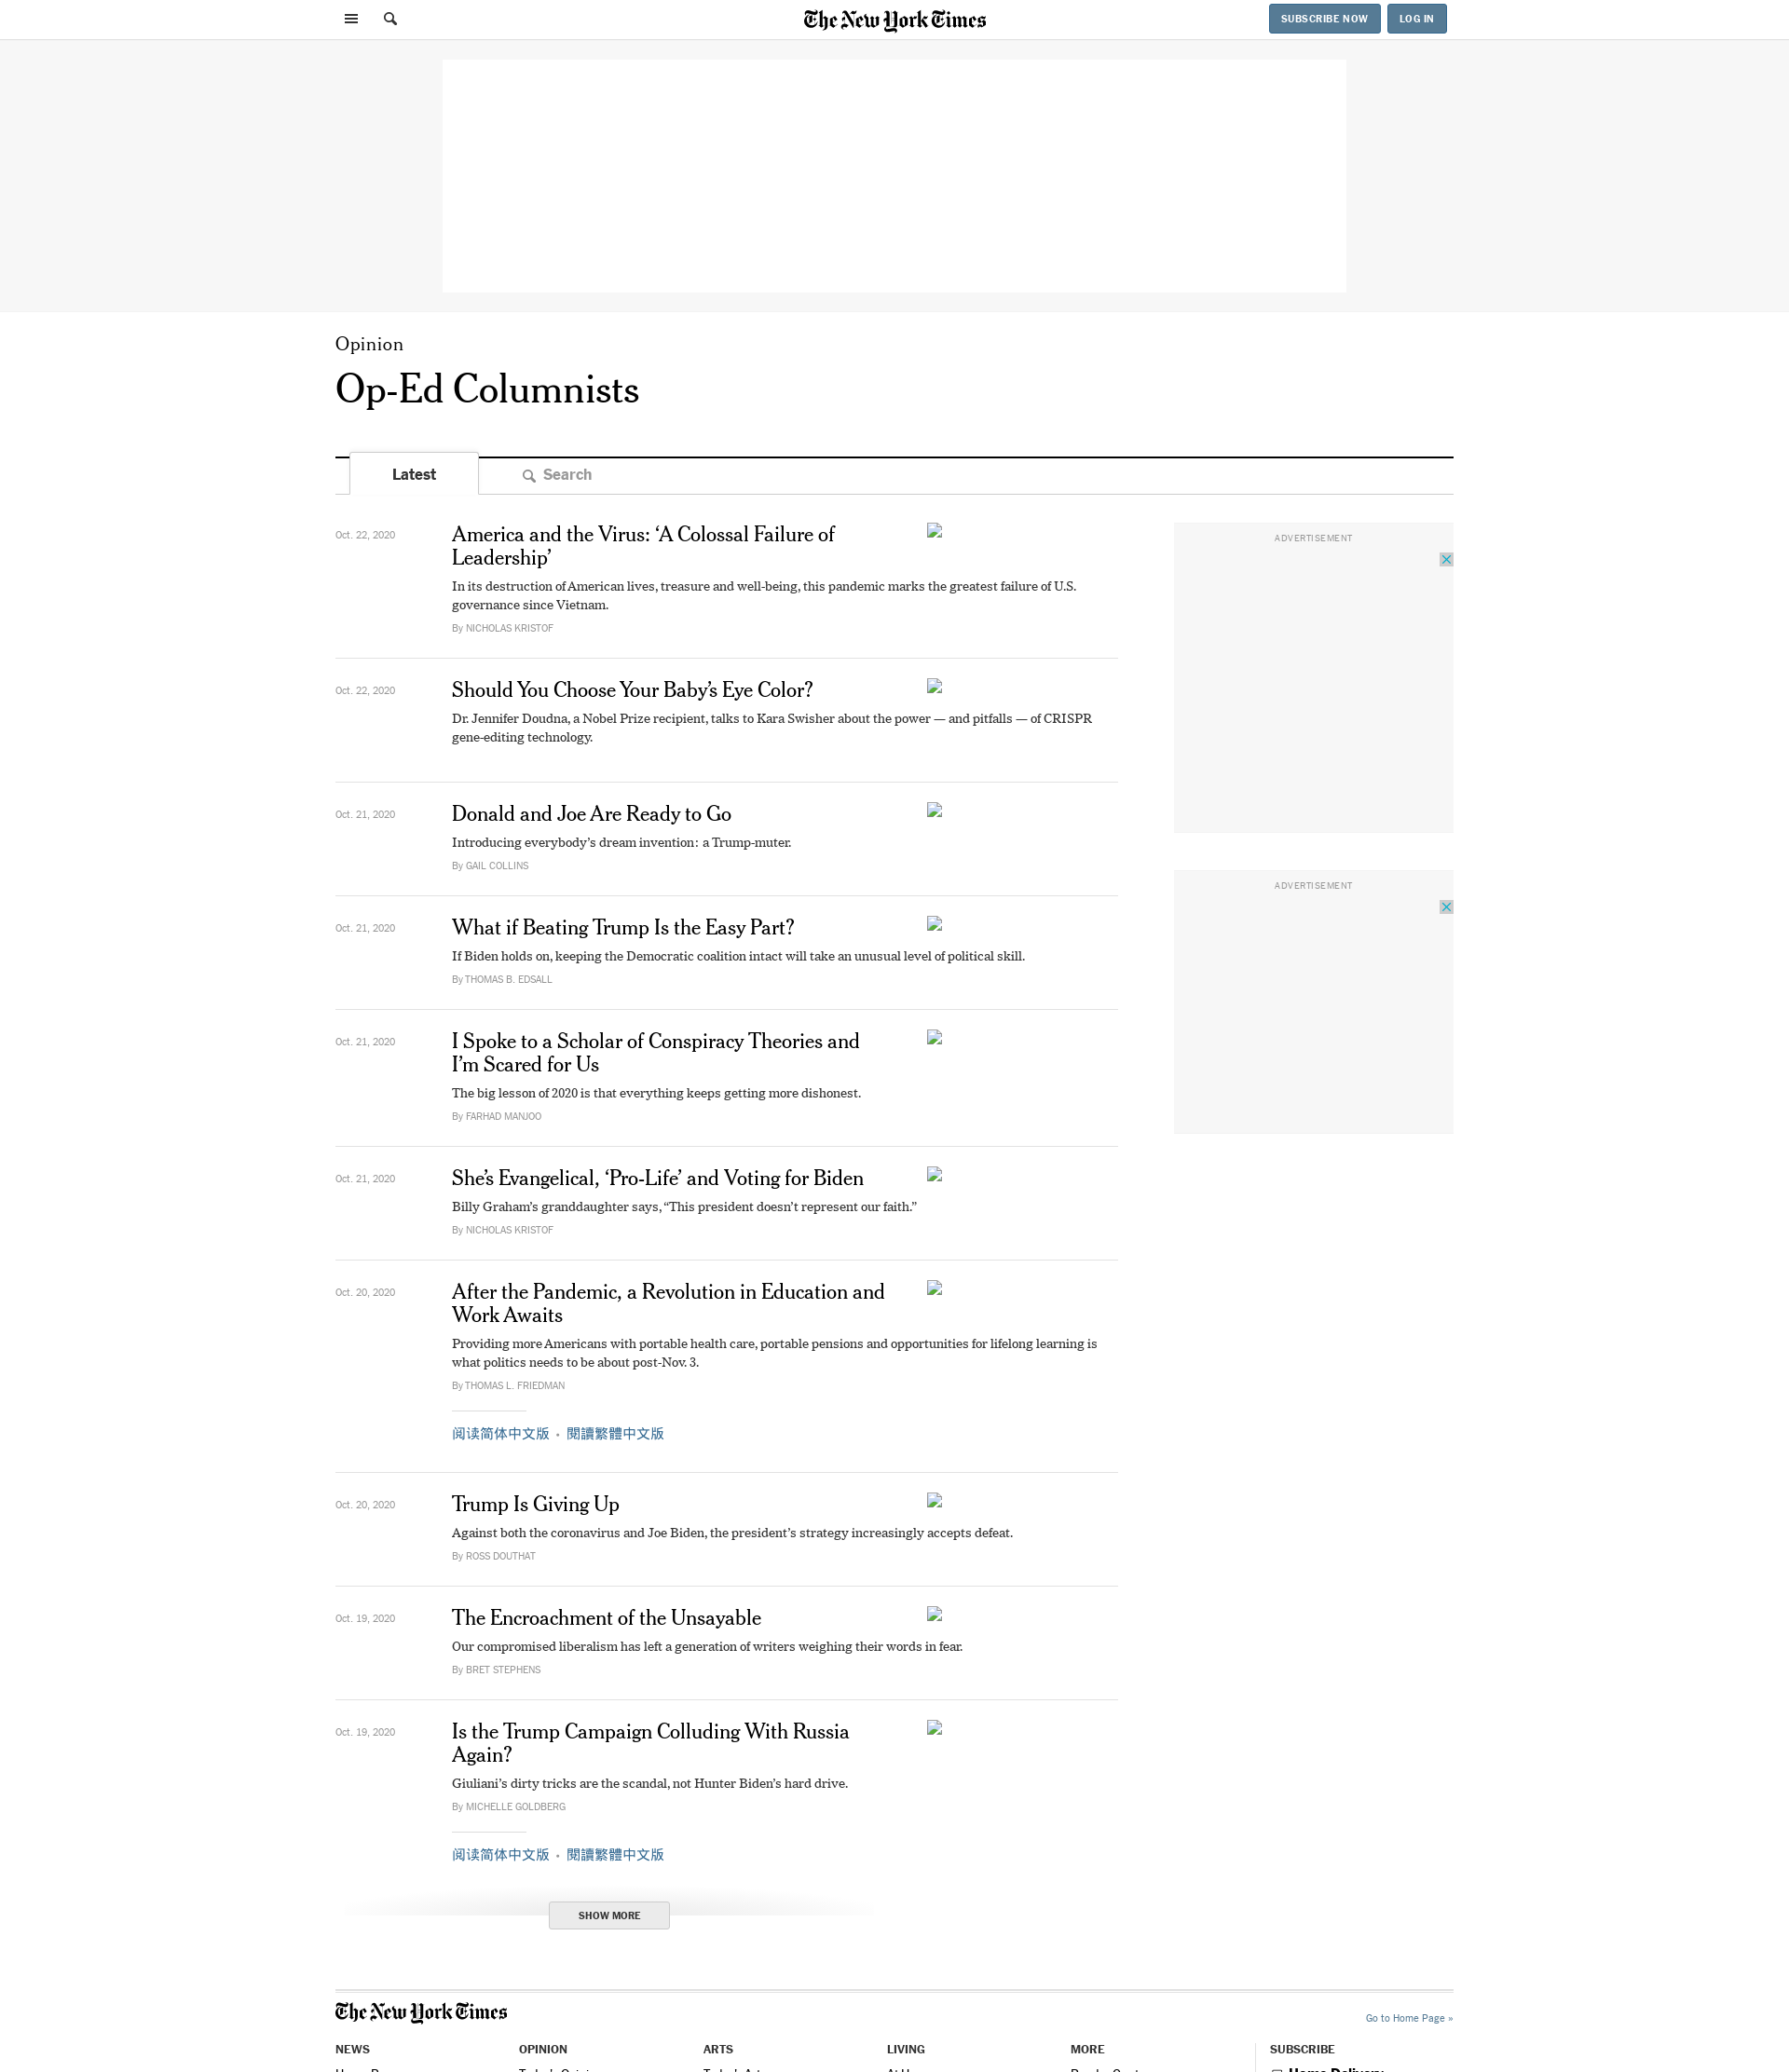 The New York Times
SUBSCRIBE NOW
LOG IN
Opinion
Op-Ed Columnists
Latest
Search
Oct. 22, 2020
America and the Virus: ‘A Colossal Failure of
Leadership’
In its destruction of American lives, treasure and well-being, this pandemic marks the greatest failure of U.S.
governance since Vietnam.
By NICHOLAS KRISTOF
Oct. 22, 2020
Should You Choose Your Baby’s Eye Color?
Dr. Jennifer Doudna, a Nobel Prize recipient, talks to Kara Swisher about the power — and pitfalls — of CRISPR
gene-editing technology.
Oct. 21, 2020
Donald and Joe Are Ready to Go
Introducing everybody’s dream invention: a Trump-muter.
By GAIL COLLINS
Oct. 21, 2020
What if Beating Trump Is the Easy Part?
If Biden holds on, keeping the Democratic coalition intact will take an unusual level of political skill.
By THOMAS B. EDSALL
Oct. 21, 2020
I Spoke to a Scholar of Conspiracy Theories and
I’m Scared for Us
The big lesson of 2020 is that everything keeps getting more dishonest.
By FARHAD MANJOO
Oct. 21, 2020
She’s Evangelical, ‘Pro-Life’ and Voting for Biden
Billy Graham’s granddaughter says, “This president doesn’t represent our faith.”
By NICHOLAS KRISTOF
Oct. 20, 2020
After the Pandemic, a Revolution in Education and
Work Awaits
Providing more Americans with portable health care, portable pensions and opportunities for lifelong learning is
what politics needs to be about post-Nov. 3.
By THOMAS L. FRIEDMAN
阅读简体中文版 • 閱讀繁體中文版
Oct. 20, 2020
Trump Is Giving Up
Against both the coronavirus and Joe Biden, the president’s strategy increasingly accepts defeat.
By ROSS DOUTHAT
Oct. 19, 2020
The Encroachment of the Unsayable
Our compromised liberalism has left a generation of writers weighing their words in fear.
By BRET STEPHENS
Oct. 19, 2020
Is the Trump Campaign Colluding With Russia
Again?
Giuliani’s dirty tricks are the scandal, not Hunter Biden’s hard drive.
By MICHELLE GOLDBERG
阅读简体中文版 • 閱讀繁體中文版
SHOW MORE
ADVERTISEMENT
ADVERTISEMENT
The New York Times
Go to Home Page »
NEWS
OPINION
ARTS
LIVING
MORE
SUBSCRIBE
Home Delivery